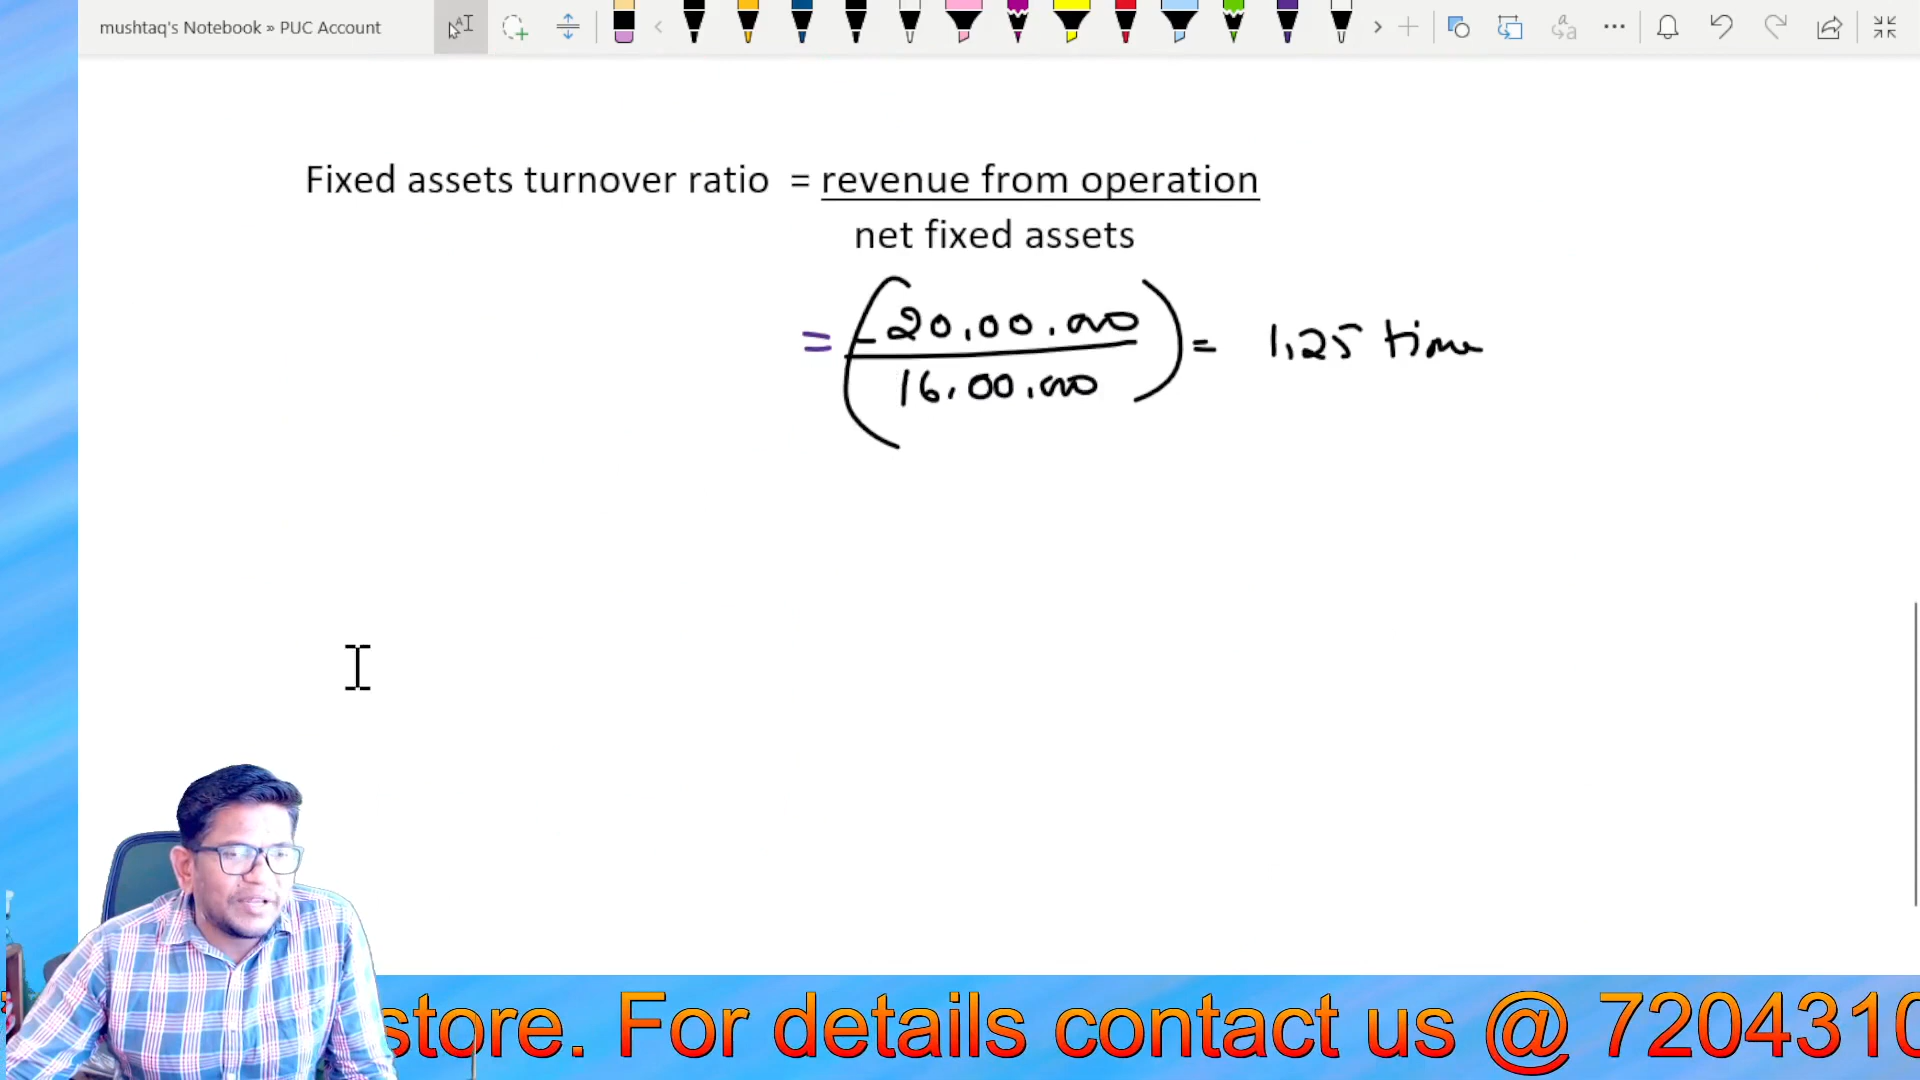 mushtaq's Notebook » PUC Account
Fixed assets turnover ratio = revenue from operation
net fixed assets
= ( 20,00,000 / 16,00,000 ) = 1.25 time
store. For details contact us @ 720431